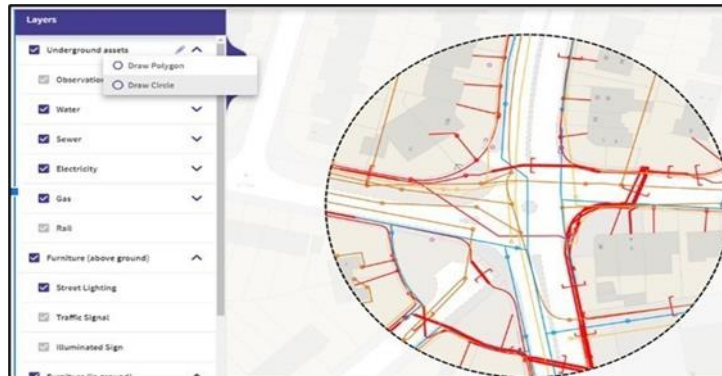 Layers
Underground assets
Draw Polygon
Observation
Draw Circle
Water
Sewer
Electricity
Gas
Rail
Furniture (above ground)
Street Lighting
Traffic Signal
Illuminated Sign